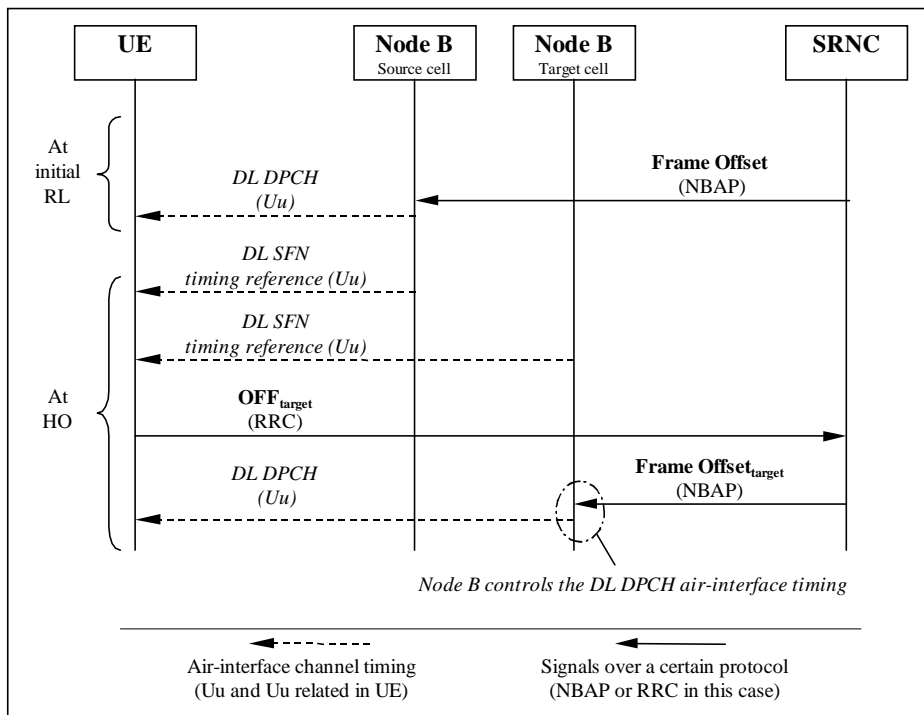 UE
Node B
Source cell
Node B
Target cell
SRNC
At
initial
RL
DL DPCH
(Uu)
Frame Offset
(NBAP)
DL SFN
timing reference (Uu)
DL SFN
timing reference (Uu)
At
HO
OFFtarget
(RRC)
DL DPCH
(Uu)
Frame Offsettarget
(NBAP)
Node B controls the DL DPCH air-interface timing
Air-interface channel timing
(Uu and Uu related in UE)
Signals over a certain protocol
(NBAP or RRC in this case)